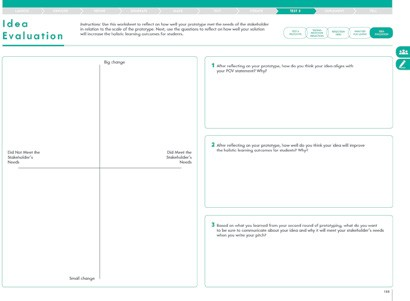 TEST II
Idea
Evaluation
Instructions: Use this worksheet to reflect on how well your prototype met the needs of the stakeholder
in relation to the scale of the prototype. Next, use the questions to reflect on how well your solution
will increase the holistic learning outcomes for students.
Big change
Did Not Meet the
Stakeholder's
Needs
Did Meet the
Stakeholder's
Needs
Small change
1 After reflecting on your prototype, how do you think your idea aligns with
your POV statement? Why?
2 After reflecting on your prototype, how well do you think your idea will improve
the holistic learning outcomes for students? Why?
3 Based on what you learned from your second round of prototyping, what do you want
to be sure to communicate about your idea and why it will meet your stakeholder's needs
when you write your pitch?